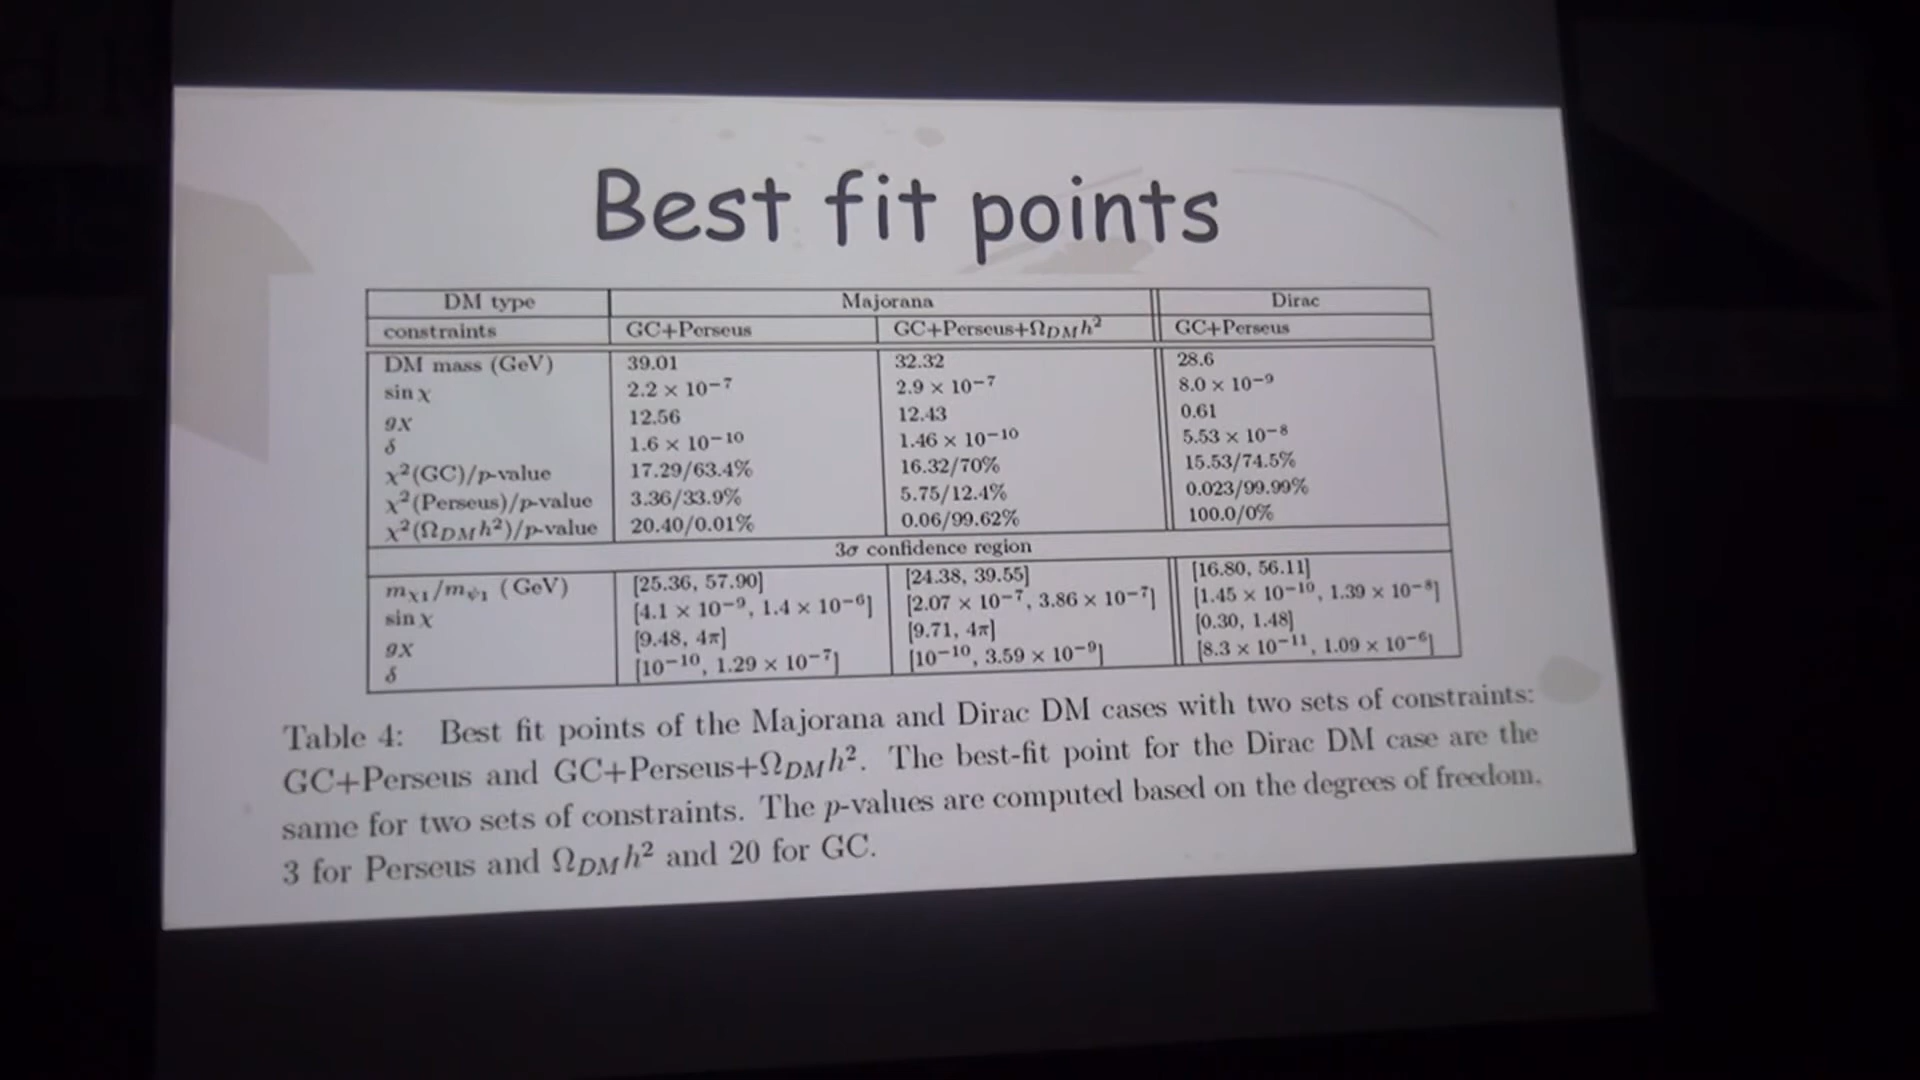 Best fit points
DM type Majorana Dirac
constraints GC+Perseus GC+Perseus+Ω_DM h² GC+Perseus
DM mass (GeV) 39.01 32.32 28.6
sin χ 2.2 × 10⁻⁷ 2.9 × 10⁻⁷ 8.0 × 10⁻⁹
g_X 12.56 12.43 0.61
δ 1.6 × 10⁻¹⁰ 1.46 × 10⁻¹⁰ 5.53 × 10⁻⁸
χ²(GC)/p-value 17.29/63.4% 16.32/70% 15.53/74.5%
χ²(Perseus)/p-value 3.36/33.9% 5.75/12.4% 0.023/99.99%
χ²(Ω_DM h²)/p-value 20.40/0.01% 0.06/99.62% 100.0/0%
3σ confidence region
m_χ1/m_ψ1 (GeV) [25.36, 57.90] [24.38, 39.55] [16.80, 56.11]
sin χ [4.1 × 10⁻⁹, 1.4 × 10⁻⁶] [2.07 × 10⁻⁷, 3.86 × 10⁻⁷] [1.45 × 10⁻¹⁰, 1.39 × 10⁻⁸]
g_X [9.48, 4π] [9.71, 4π] [0.30, 1.48]
δ [10⁻¹⁰, 1.29 × 10⁻⁷] [10⁻¹⁰, 3.59 × 10⁻⁹] [8.3 × 10⁻¹¹, 1.09 × 10⁻⁶]
Table 4: Best fit points of the Majorana and Dirac DM cases with two sets of constraints:
GC+Perseus and GC+Perseus+Ω_DM h². The best-fit point for the Dirac DM case are the
same for two sets of constraints. The p-values are computed based on the degrees of freedom,
3 for Perseus and Ω_DM h² and 20 for GC.